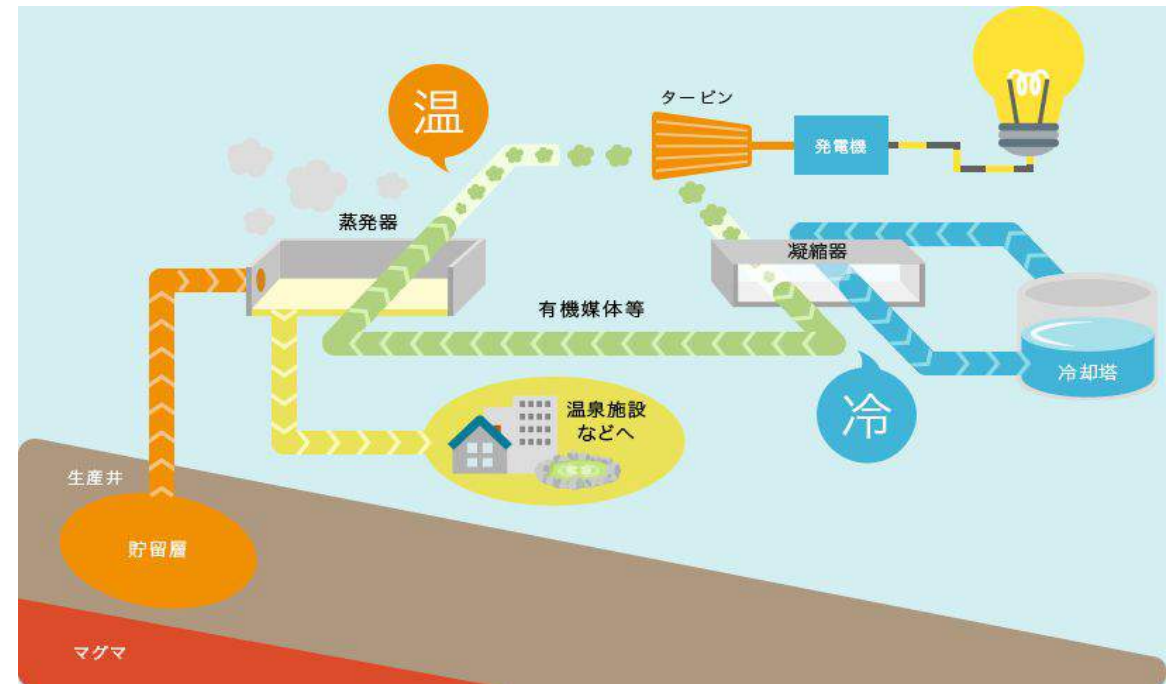 タービン
温
発電機
蒸発器
凝縮器
有機媒体等
冷却塔
温泉施設
などへ
冷
生産井
貯留層
マグマ